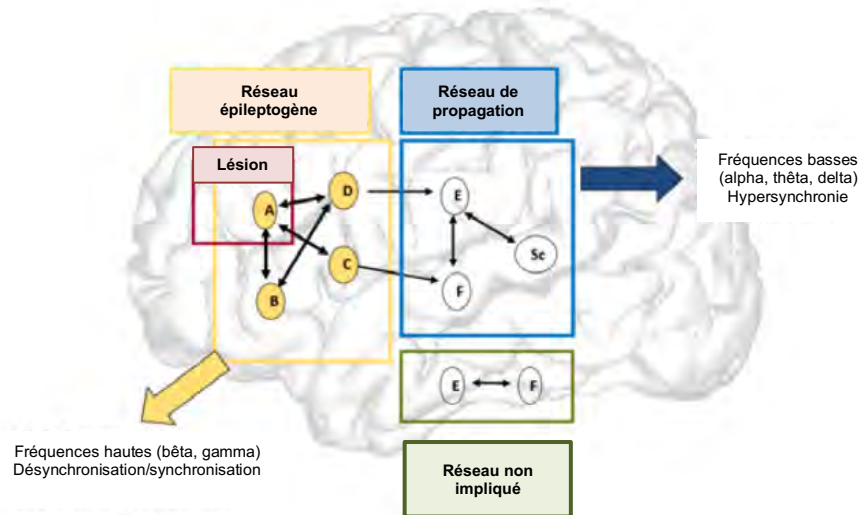 Réseau
épileptogène
Réseau de
propagation
Lésion
A
D
B
C
E
F
Sc
Fréquences basses
(alpha, thêta, delta)
Hypersynchronie
E
F
Fréquences hautes (bêta, gamma)
Désynchronisation/synchronisation
Réseau non
impliqué